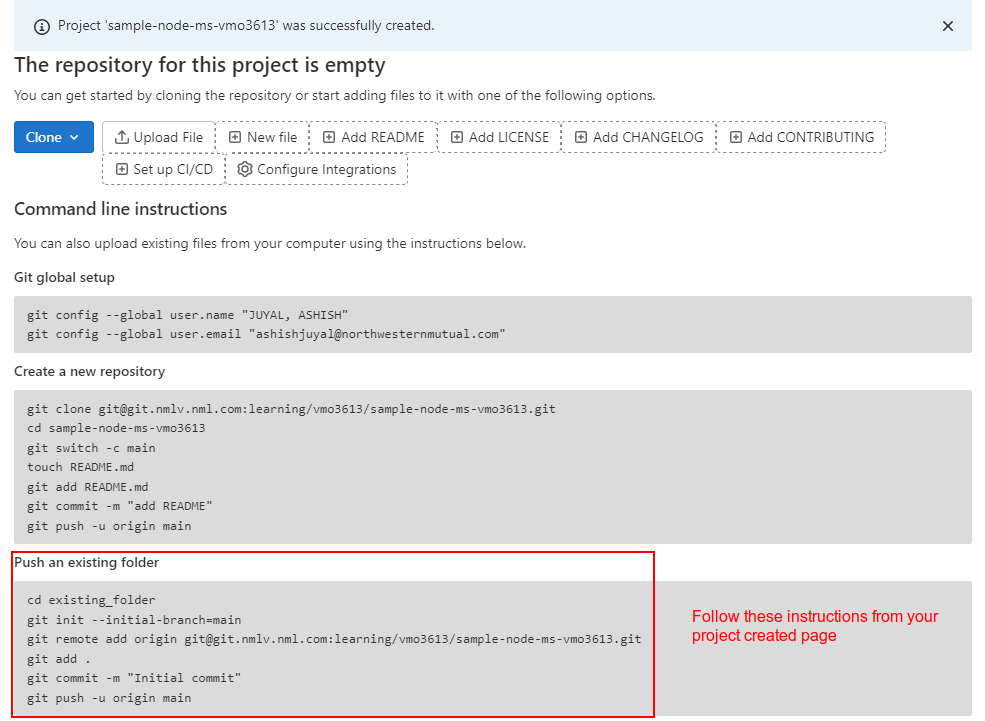 Project 'sample-node-ms-vmo3613' was successfully created.
The repository for this project is empty
You can get started by cloning the repository or start adding files to it with one of the following options.
Clone
Upload File
New file
Add README
Add LICENSE
Add CHANGELOG
Add CONTRIBUTING
Set up CI/CD
Configure Integrations
Command line instructions
You can also upload existing files from your computer using the instructions below.
Git global setup
git config --global user.name "JUYAL, ASHISH"
git config --global user.email "ashishjuyal@northwesternmutual.com"
Create a new repository
git clone git@git.nmlv.nml.com:learning/vmo3613/sample-node-ms-vmo3613.git
cd sample-node-ms-vmo3613
git switch -c main
touch README.md
git add README.md
git commit -m "add README"
git push -u origin main
Push an existing folder
cd existing_folder
git init --initial-branch=main
git remote add origin git@git.nmlv.nml.com:learning/vmo3613/sample-node-ms-vmo3613.git
git add .
git commit -m "Initial commit"
git push -u origin main
Follow these instructions from your
project created page